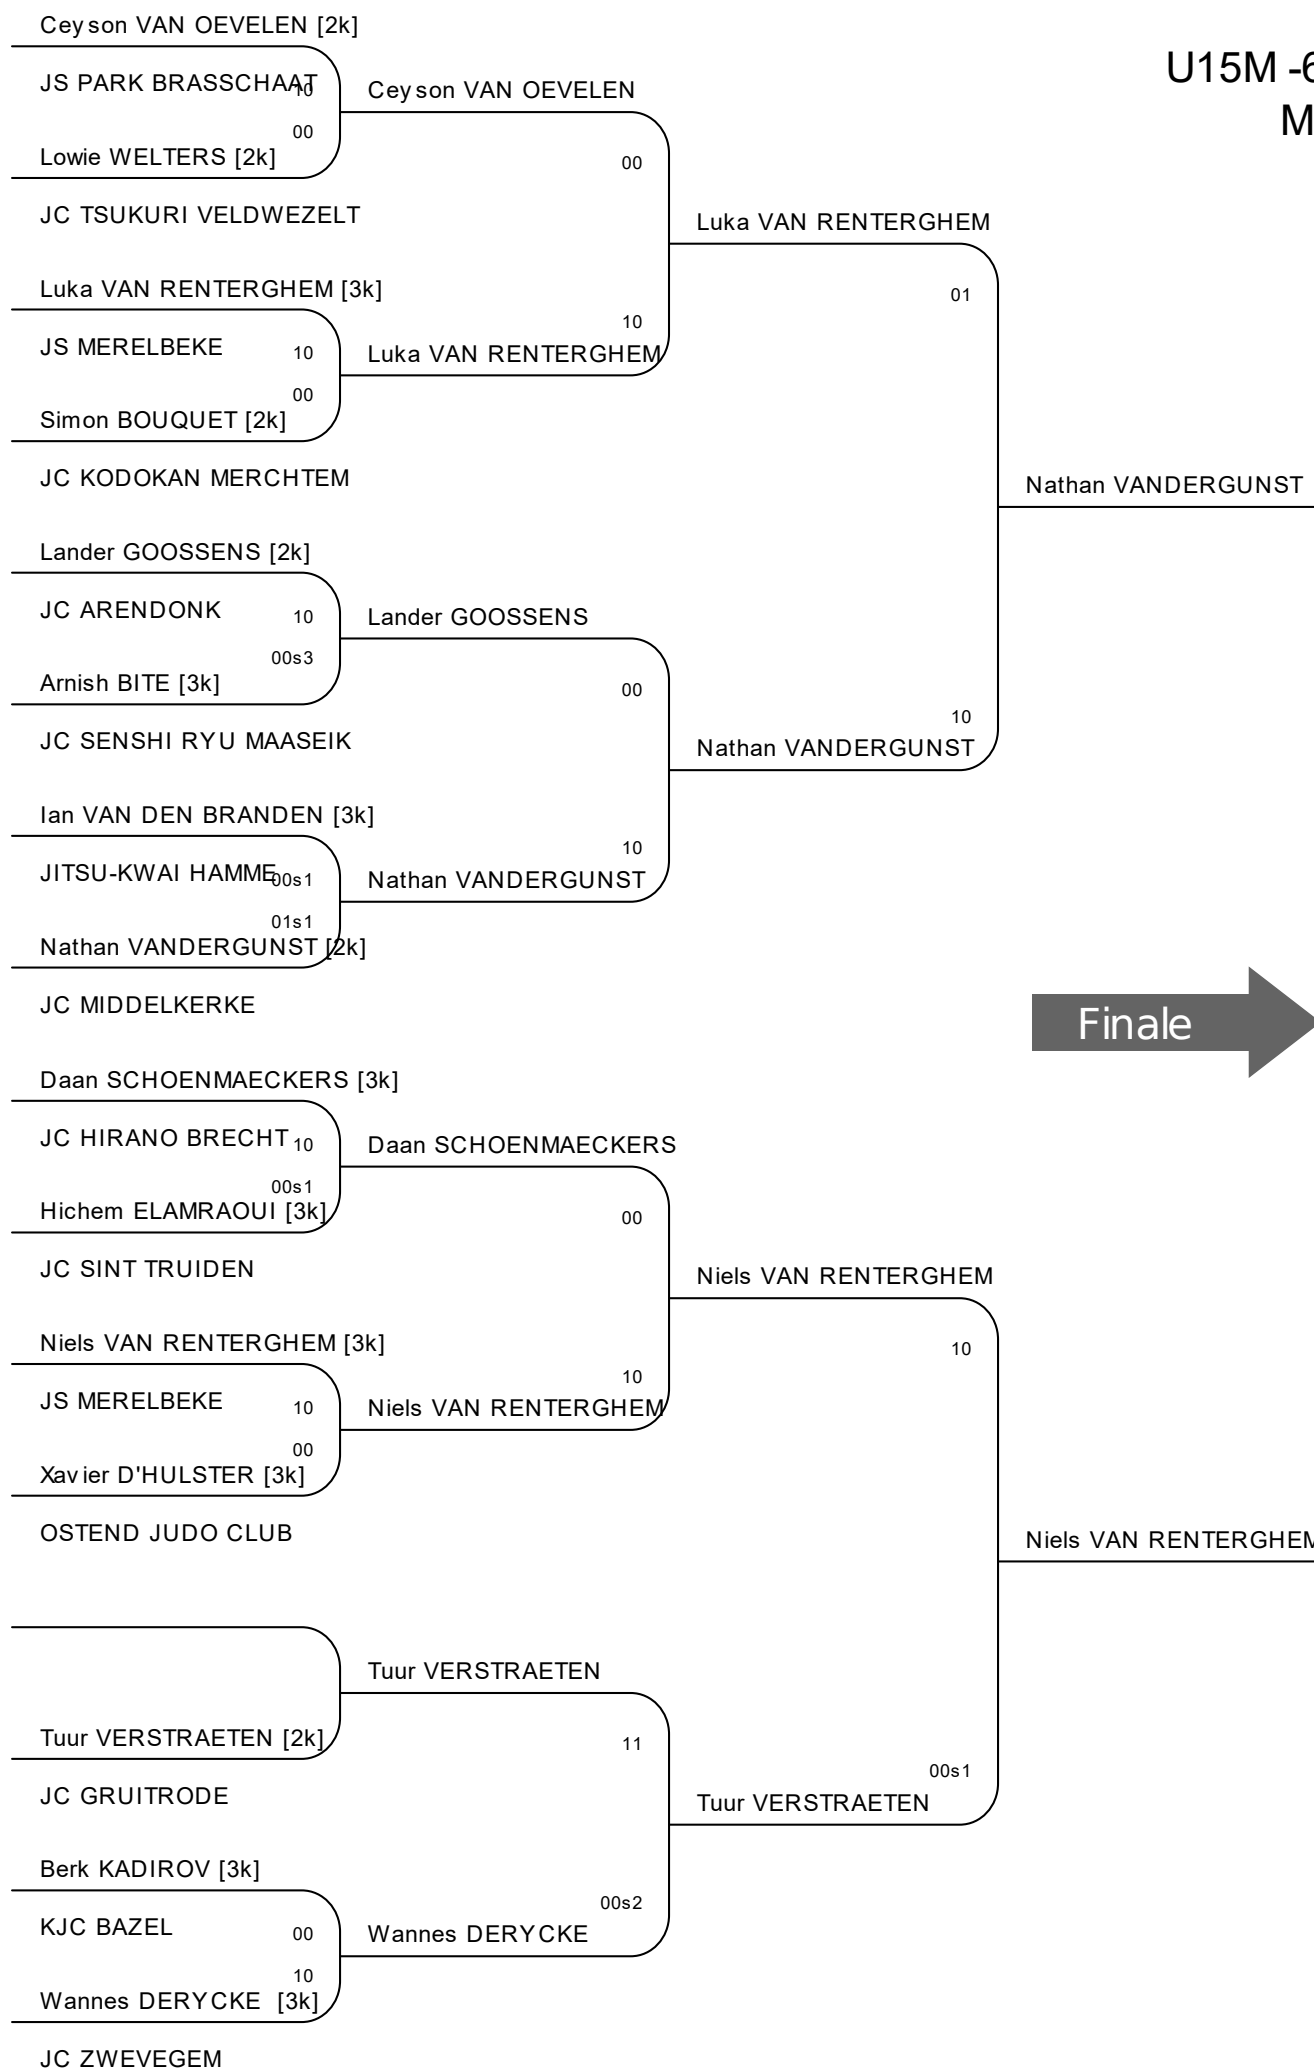 Ceyson VAN OEVELEN [2k]
U15M -6
M
JS PARK BRASSCHAAT
10
Ceyson VAN OEVELEN
00
Lowie WELTERS [2k]
00
JC TSUKURI VELDWEZELT
Luka VAN RENTERGHEM
Luka VAN RENTERGHEM [3k]
01
10
JS MERELBEKE 10
Luka VAN RENTERGHEM
00
Simon BOUQUET [2k]
JC KODOKAN MERCHTEM
Nathan VANDERGUNST
Lander GOOSSENS [2k]
JC ARENDONK 10
Lander GOOSSENS
00s3
Arnish BITE [3k]
00
10
JC SENSHI RYU MAASEIK
Nathan VANDERGUNST
Ian VAN DEN BRANDEN [3k]
10
JITSU-KWAI HAMME 00s1
Nathan VANDERGUNST
01s1
Nathan VANDERGUNST [2k]
JC MIDDELKERKE
Finale
Daan SCHOENMAECKERS [3k]
JC HIRANO BRECHT 10
Daan SCHOENMAECKERS
00s1
Hichem ELAMRAOUI [3k]
00
JC SINT TRUIDEN
Niels VAN RENTERGHEM
Niels VAN RENTERGHEM [3k]
10
10
JS MERELBEKE 10
Niels VAN RENTERGHEM
00
Xavier D'HULSTER [3k]
OSTEND JUDO CLUB
Niels VAN RENTERGHEM
Tuur VERSTRAETEN
Tuur VERSTRAETEN [2k]
11
00s1
JC GRUITRODE
Tuur VERSTRAETEN
Berk KADIROV [3k]
00s2
KJC BAZEL 00
Wannes DERYCKE
10
Wannes DERYCKE [3k]
JC ZWEVEGEM